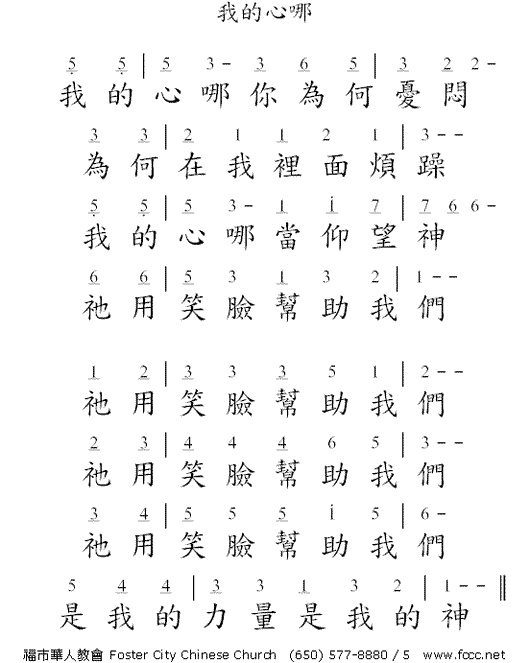 我的心哪
5 5 | 5 3 - 3 6 5 | 3 2 2 -
我的心哪你為何憂悶
3 3 | 2 1 1 2 1 | 3 - -
為何在我裡面煩躁
5 5 | 5 3 - 1 i 7 | 7 6 6 6 -
我的心哪當仰望神
6 6 | 5 3 1 3 2 | 1 - -
祂用笑臉幫助我們
1 2 | 3 3 3 5 1 | 2 - -
祂用笑臉幫助我們
2 3 | 4 4 4 6 5 | 3 - -
祂用笑臉幫助我們
3 4 | 5 5 5 i 5 | 6 -
祂用笑臉幫助我們
5 4 4 | 3 3 1 3 2 | 1 - - ||
是我的力量是我的神
福市華人教會 Foster City Chinese Church (650) 577-8880 / 5 www.fccc.net